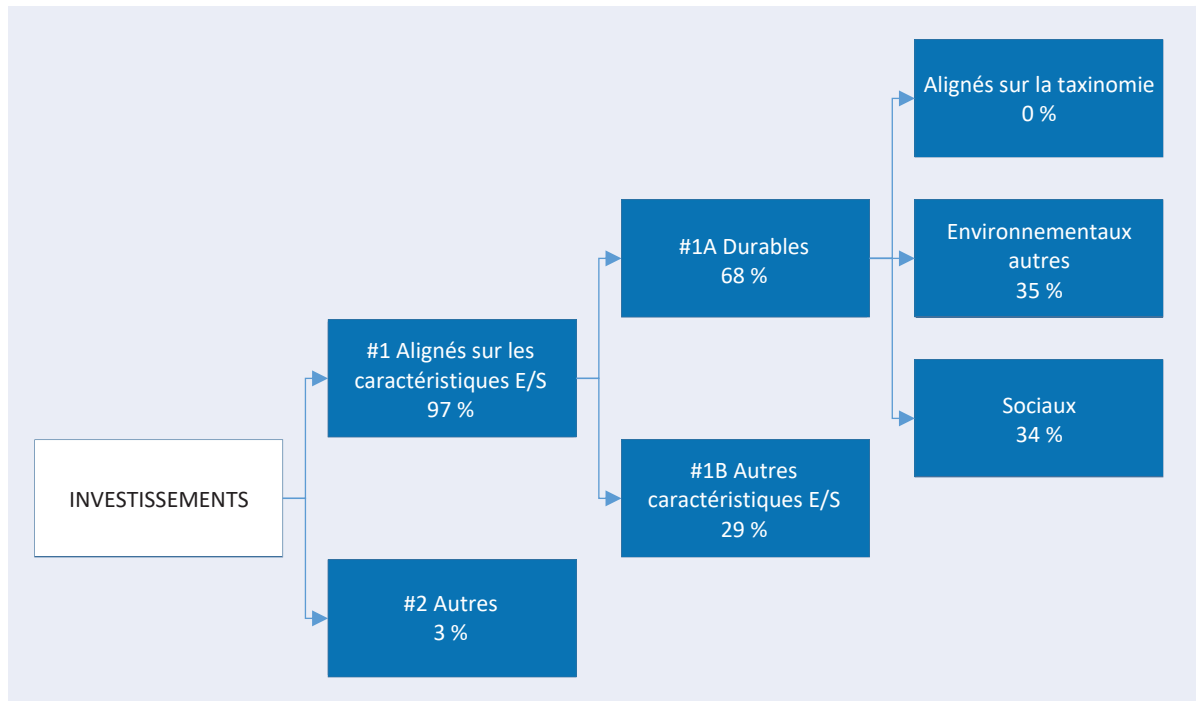 INVESTISSEMENTS
#1 Alignés sur les
caractéristiques E/S
97 %
#2 Autres
3 %
#1A Durables
68 %
#1B Autres
caractéristiques E/S
29 %
Alignés sur la taxinomie
0 %
Environnementaux
autres
35 %
Sociaux
34 %